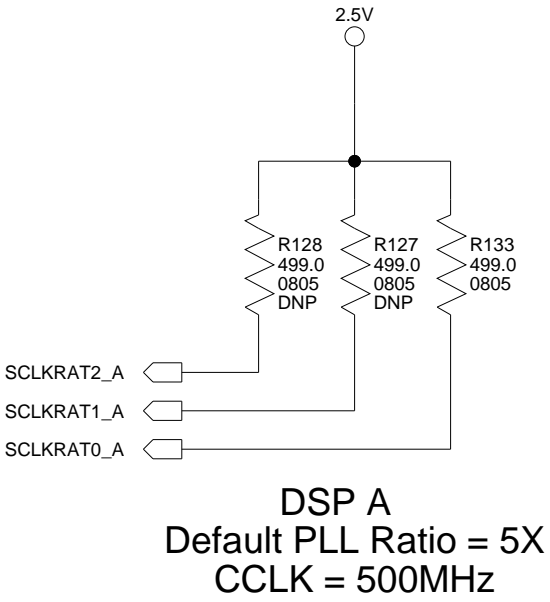 2.5V
R128
499.0
0805
DNP
R127
499.0
0805
DNP
R133
499.0
0805
SCLKRAT2_A
SCLKRAT1_A
SCLKRAT0_A
DSP A
Default PLL Ratio = 5X
CCLK = 500MHz